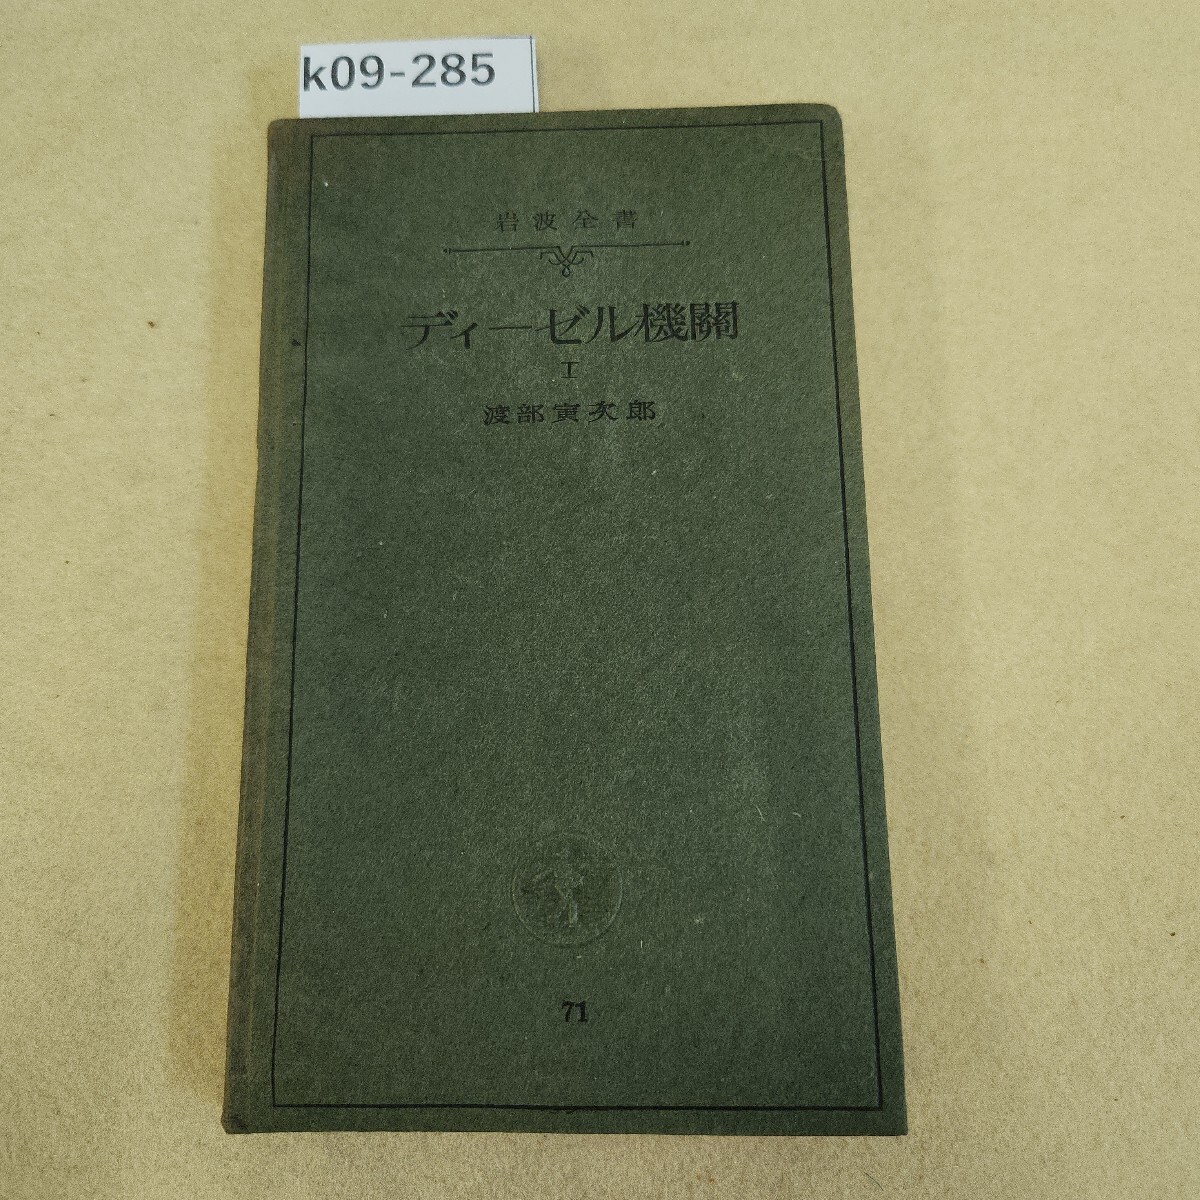 k09-285
岩波全書
ディーゼル機關
I
渡部寅次郎
71